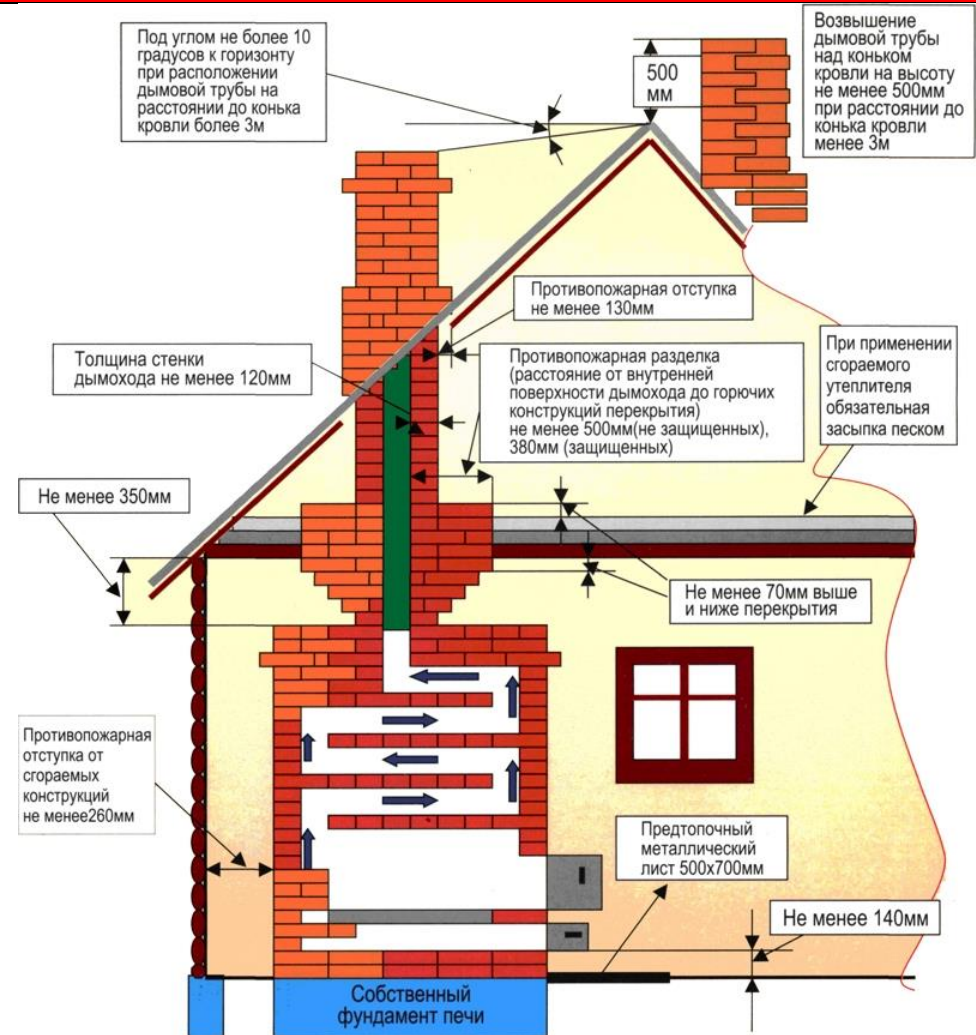 Под углом не более 10
градусов к горизонту
при расположении
дымовой трубы на
расстоянии до конька
кровли более 3м
500
мм
Возвышение
дымовой трубы
над коньком
кровли на высоту
не менее 500мм
при расстоянии до
конька кровли
менее 3м
Противопожарная отступка
не менее 130мм
Толщина стенки
дымохода не менее 120мм
Противопожарная разделка
(расстояние от внутренней
поверхности дымохода до горючих
конструкций перекрытия)
не менее 500мм(не защищенных),
380мм (защищенных)
При применении
сгораемого
утеплителя
обязательная
засыпка песком
Не менее 350мм
Не менее 70мм выше
и ниже перекрытия
Противопожарная
отступка от
сгораемых
конструкций
не менее260мм
Предтопочный
металлический
лист 500х700мм
Не менее 140мм
Собственный
фундамент печи